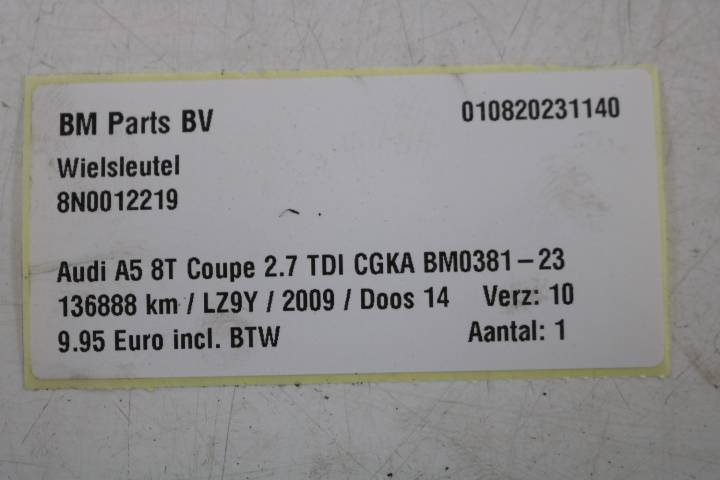 BM Parts BV 010820231140
Wielsleutel
8N0012219
Audi A5 8T Coupe 2.7 TDI CGKA BM0381-23
136888 km / LZ9Y / 2009 / Doos 14 Verz: 10
9.95 Euro incl. BTW Aantal: 1